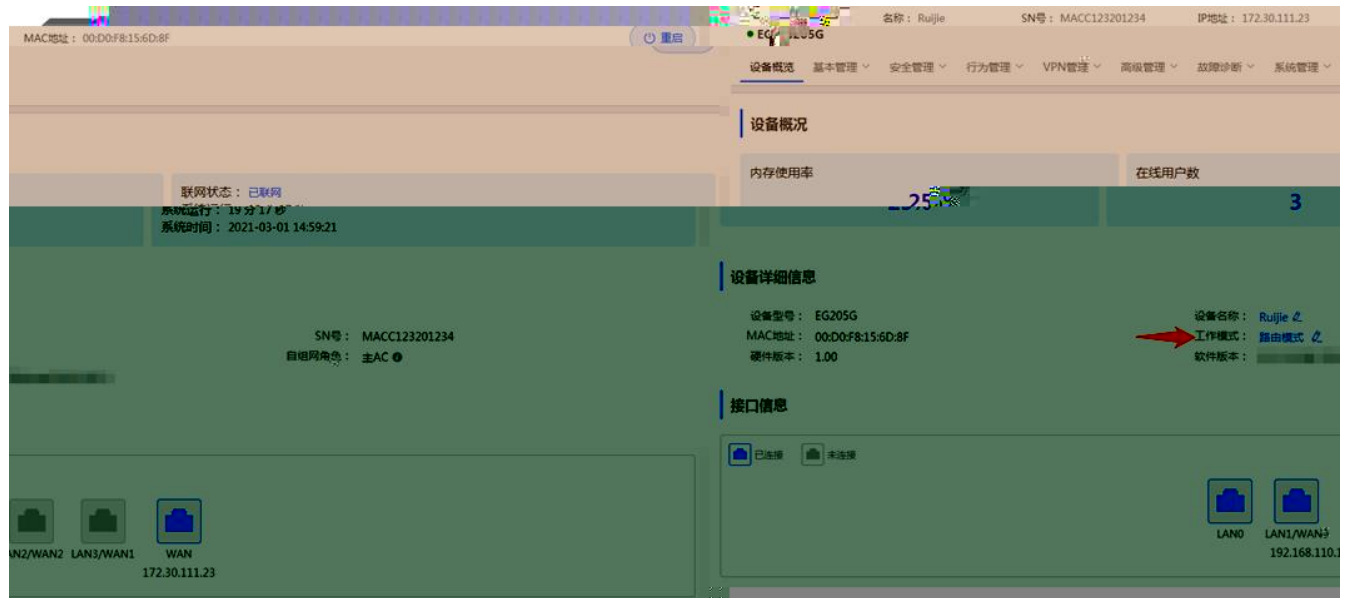 MAC地址： 00:D0:F8:15:6D:8F
重启
联网状态： 已联网
系统运行： 19 分 17 秒
系统时间： 2021-03-01 14:59:21
SN号： MACC123201234
自组网角色： 主AC
LAN3/WAN1
WAN
172.30.111.23
名称： Ruijie
SN号： MACC123201234
IP地址： 172.30.111.23
设备概览 基本管理 安全管理 行为管理 VPN管理 高级管理 故障诊断 系统管理
设备概况
内存使用率
在线用户数
3
设备详细信息
设备型号： EG205G
设备名称： Ruijie
MAC地址： 00:D0:F8:15:6D:8F
工作模式： 路由模式
硬件版本： 1.00
软件版本：
接口信息
已连接 未连接
LAN0